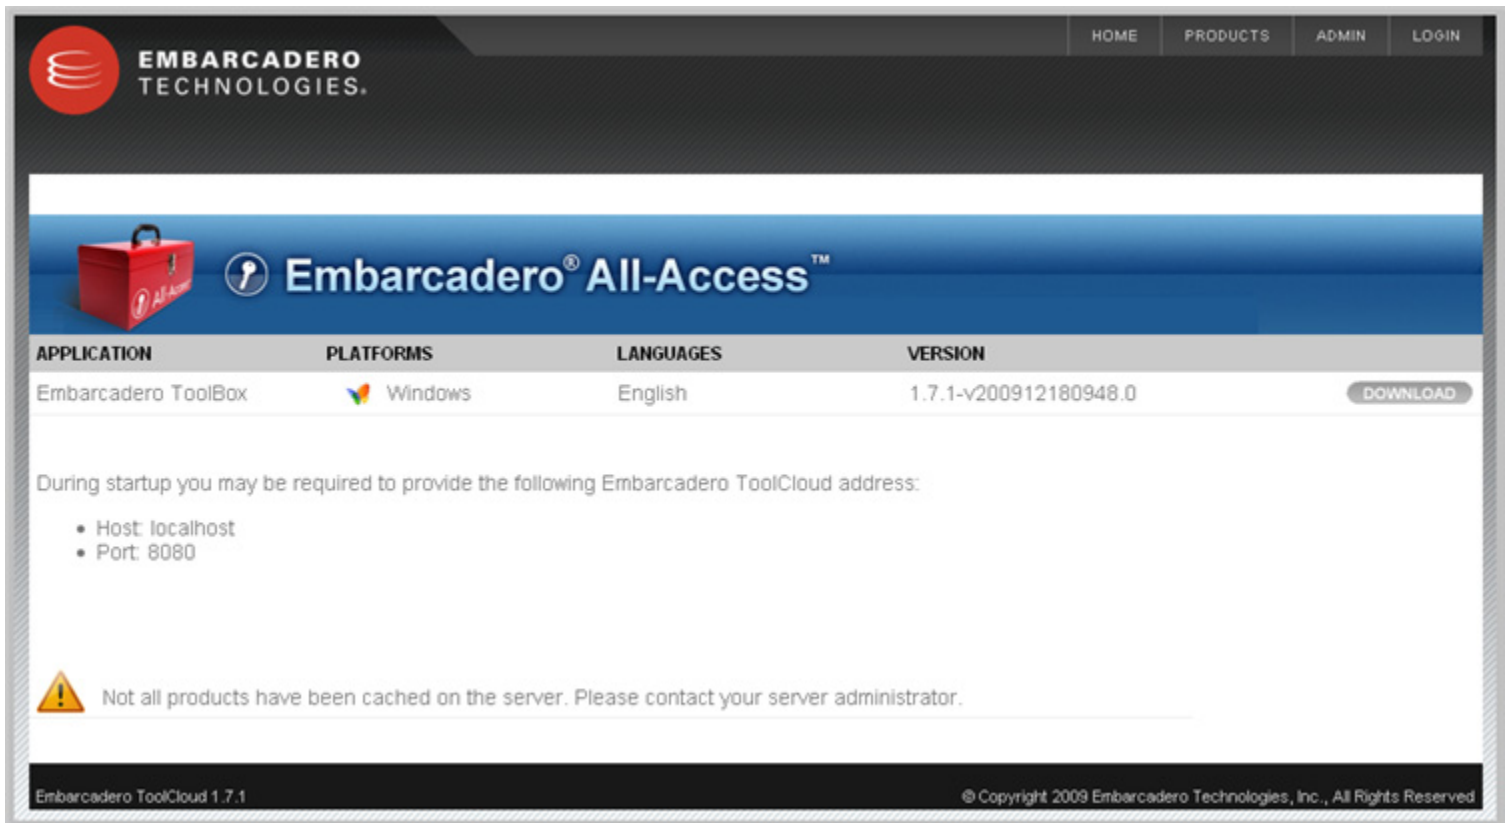 EMBARCADERO
TECHNOLOGIES.
HOME PRODUCTS ADMIN LOGIN
All-Access
Embarcadero® All-Access™
APPLICATION PLATFORMS LANGUAGES VERSION
Embarcadero ToolBox Windows English 1.7.1-v200912180948.0 DOWNLOAD
During startup you may be required to provide the following Embarcadero ToolCloud address:
• Host: localhost
• Port: 8080
Not all products have been cached on the server. Please contact your server administrator.
Embarcadero ToolCloud 1.7.1 © Copyright 2009 Embarcadero Technologies, Inc., All Rights Reserved